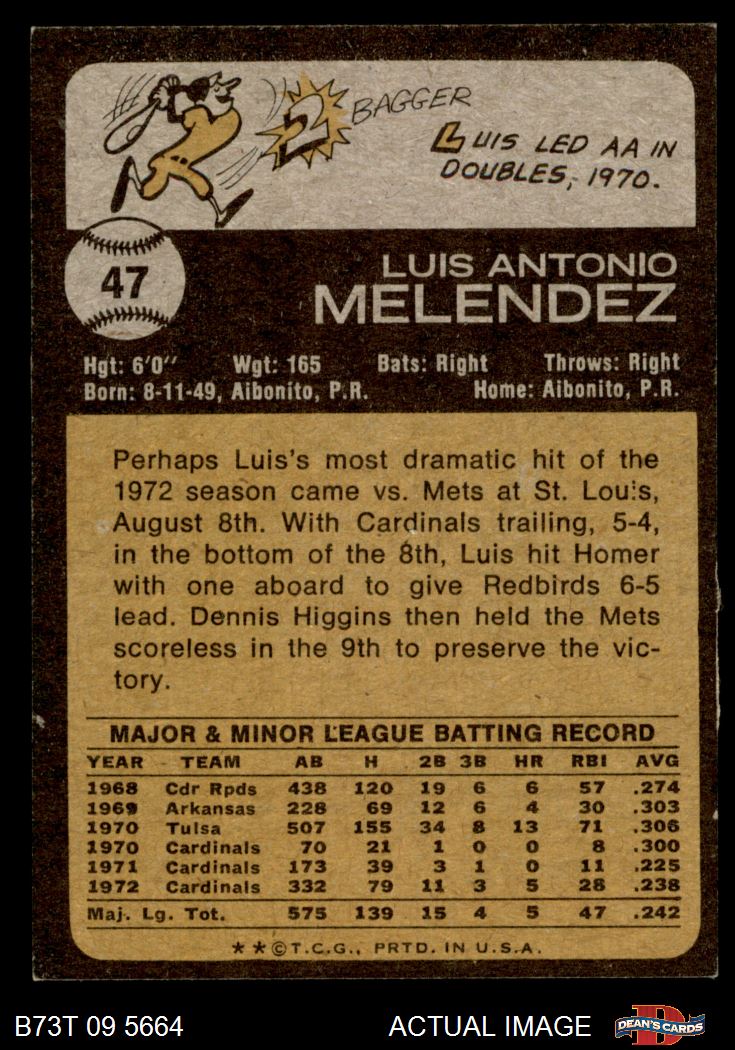 2 BAGGER
LUIS LED AA IN
DOUBLES, 1970.
47
LUIS ANTONIO
MELENDEZ
Hgt: 6'0" Wgt: 165 Bats: Right Throws: Right
Born: 8-11-49, Aibonito, P.R. Home: Aibonito, P.R.
Perhaps Luis's most dramatic hit of the
1972 season came vs. Mets at St. Louis,
August 8th. With Cardinals trailing, 5-4,
in the bottom of the 8th, Luis hit Homer
with one aboard to give Redbirds 6-5
lead. Dennis Higgins then held the Mets
scoreless in the 9th to preserve the vic-
tory.
MAJOR & MINOR LEAGUE BATTING RECORD
YEAR TEAM AB H 2B 3B HR RBI AVG
1968 Cdr Rpds 438 120 19 6 6 57 .274
1969 Arkansas 228 69 12 6 4 30 .303
1970 Tulsa 507 155 34 8 13 71 .306
1970 Cardinals 70 21 1 0 0 8 .300
1971 Cardinals 173 39 3 1 0 11 .225
1972 Cardinals 332 79 11 3 5 28 .238
Maj. Lg. Tot. 575 139 15 4 5 47 .242
**©T.C.G., PRTD. IN U.S.A.
B73T 09 5664 ACTUAL IMAGE DEAN'S CARDS